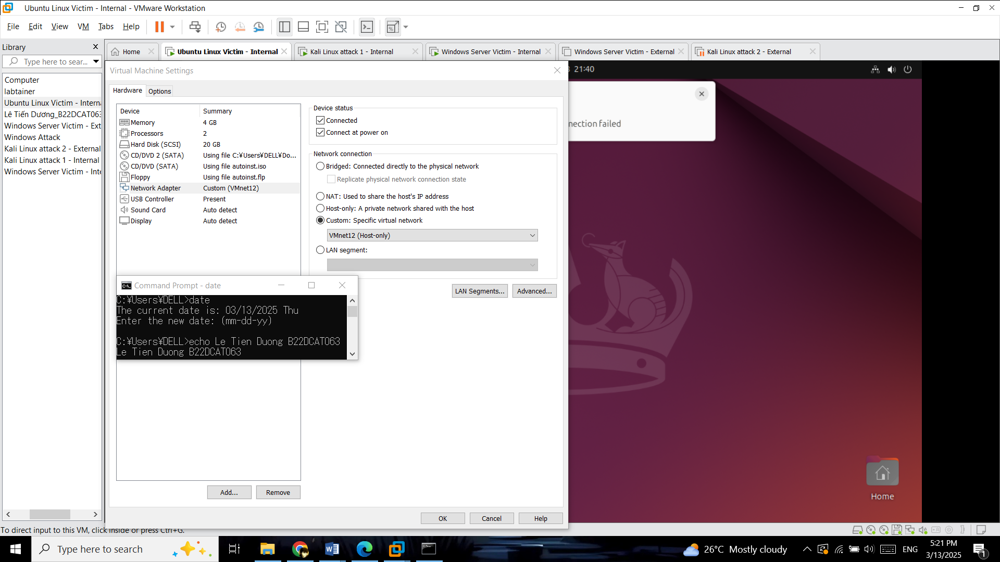 Ubuntu Linux Victim - Internal - VMware Workstation
File Edit View VM Tabs Help
Library
Type here to sear...
Home
Ubuntu Linux Victim - Internal
Kali Linux attack 1 - Internal
Windows Server Victim - Internal
Windows Server Victim - External
Kali Linux attack 2 - External
Computer
labtainer
Ubuntu Linux Victim - Interna
Lê Tiến Dương_B22DCAT063
Windows Server Victim - Ext
Windows Attack
Kali Linux attack 2 - External
Kali Linux attack 1 - Internal
Windows Server Victim - Inte
Virtual Machine Settings
21:40
Hardware
Options
Device Summary
Memory 4 GB
Processors 2
Hard Disk (SCSI) 20 GB
CD/DVD 2 (SATA) Using file C:¥Users¥DELL¥Do...
CD/DVD (SATA) Using file autoinst.iso
Floppy Using file autoinst.flp
Network Adapter Custom (VMnet12)
USB Controller Present
Sound Card Auto detect
Display Auto detect
Device status
Connected
Connect at power on
Network connection
Bridged: Connected directly to the physical network
Replicate physical network connection state
NAT: Used to share the host's IP address
Host-only: A private network shared with the host
Custom: Specific virtual network
VMnet12 (Host-only)
LAN segment:
LAN Segments...
Advanced...
nection failed
Command Prompt - date
C:¥Users¥DELL>date
The current date is: 03/13/2025 Thu
Enter the new date: (mm-dd-yy)
C:¥Users¥DELL>echo Le Tien Duong B22DCAT063
Le Tien Duong B22DCAT063
Add...
Remove
OK
Cancel
Help
Home
To direct input to this VM, click inside or press Ctrl+G.
Type here to search
26°C Mostly cloudy
ENG
5:21 PM
3/13/2025
1